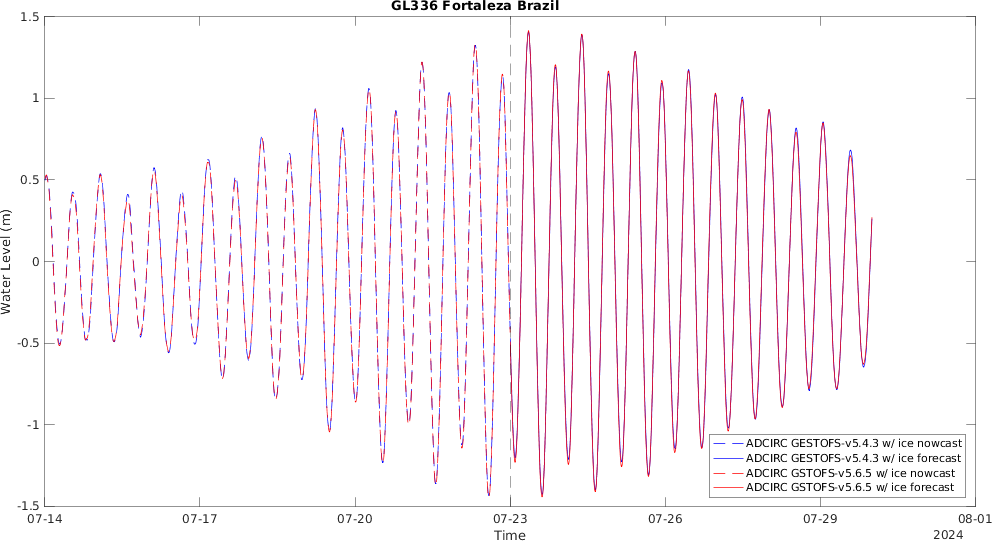 GL336 Fortaleza Brazil
1.5
1
0.5
0
-0.5
-1
-1.5
Water Level (m)
ADCIRC GESTOFS-v5.4.3 w/ ice nowcast
ADCIRC GESTOFS-v5.4.3 w/ ice forecast
ADCIRC GSTOFS-v5.6.5 w/ ice nowcast
ADCIRC GSTOFS-v5.6.5 w/ ice forecast
07-14 07-17 07-20 07-23 07-26 07-29 08-01
Time
2024